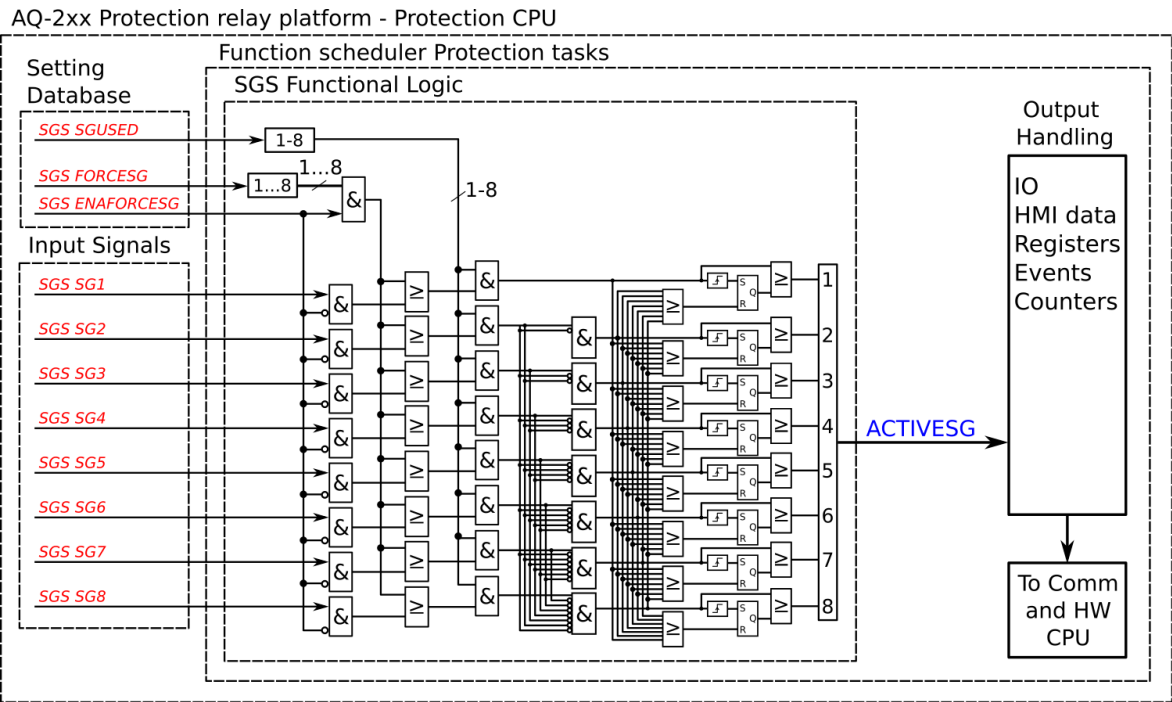 AQ-2xx Protection relay platform - Protection CPU
Function scheduler Protection tasks
Setting
Database
SGS Functional Logic
SGS SGUSED
1-8
SGS FORCESG
1...8
1...8
1-8
SGS ENAFORCESG
&
Input Signals
SGS SG1
SGS SG2
SGS SG3
SGS SG4
SGS SG5
SGS SG6
SGS SG7
SGS SG8
& & & & & & & &
≥ ≥ ≥ ≥ ≥ ≥ ≥ ≥
& & & & & & & &
& & & & & & &
≥ ≥ ≥ ≥ ≥ ≥ ≥ ≥
S Q R
S Q R
S Q R
S Q R
S Q R
S Q R
S Q R
S Q R
≥ ≥ ≥ ≥ ≥ ≥ ≥ ≥
1
2
3
4
5
6
7
8
ACTIVESG
Output
Handling
IO
HMI data
Registers
Events
Counters
To Comm
and HW
CPU